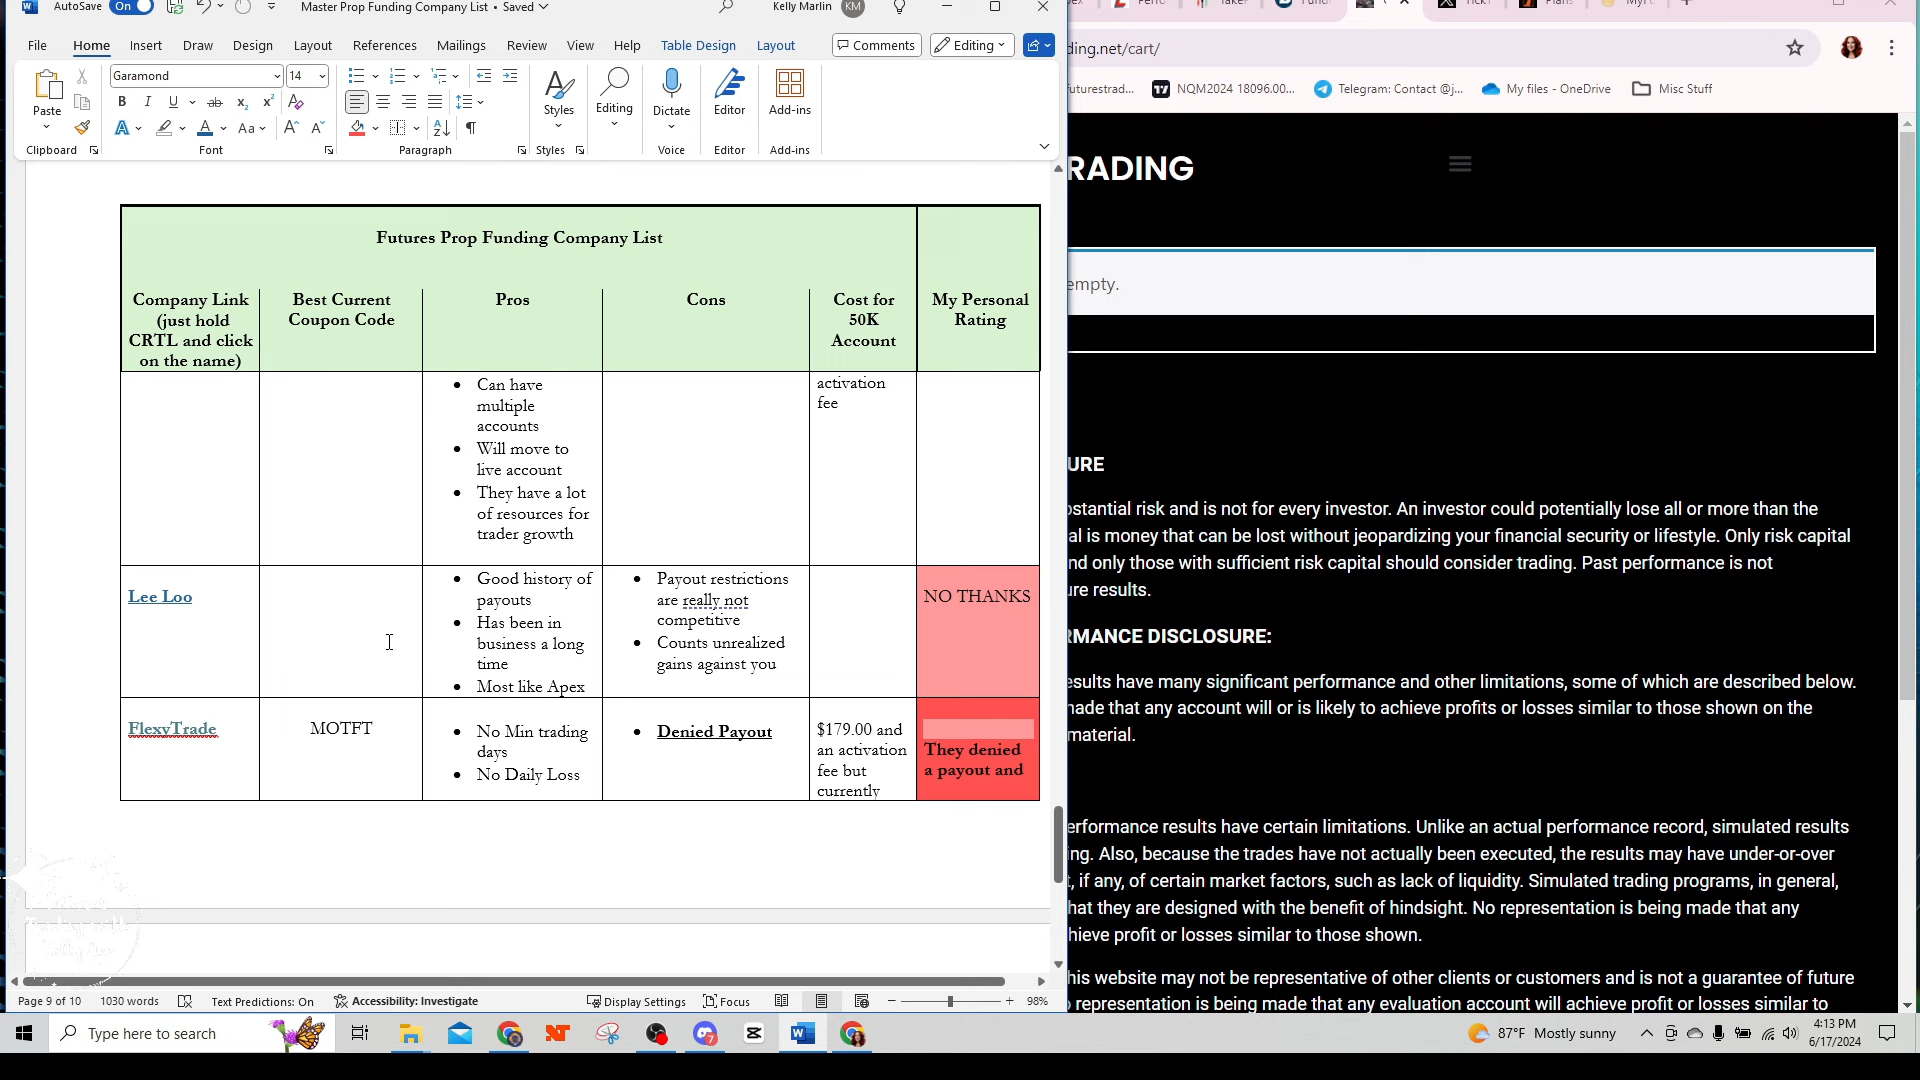 AutoSave On Master Prop Funding Company List • Saved Kelly Marlin KM
File Home Insert Draw Design Layout References Mailings Review View Help Table Design Layout Comments Editing
Garamond 14
Paste Styles Editing Dictate Editor Add-ins
Clipboard Font Paragraph Styles Voice Editor Add-ins
Futures Prop Funding Company List
Company Link
(just hold
CRTL and click
on the name)
Best Current
Coupon Code
Pros
Cons
Cost for
50K
Account
My Personal
Rating
• Can have
multiple
accounts
• Will move to
live account
• They have a lot
of resources for
trader growth
activation
fee
Lee Loo
• Good history of
payouts
• Has been in
business a long
time
• Most like Apex
• Payout restrictions
are really not
competitive
• Counts unrealized
gains against you
NO THANKS
FlexyTrade
MOTFT
• No Min trading
days
• No Daily Loss
• Denied Payout
$179.00 and
an activation
fee but
currently
They denied
a payout and
Page 9 of 10 1030 words Text Predictions: On Accessibility: Investigate Display Settings Focus 98%
ding.net/cart/
futurestrad... NQM2024 18096.00... Telegram: Contact @j... My files - OneDrive Misc Stuff
RADING
empty.
URE
ostantial risk and is not for every investor. An investor could potentially lose all or more than the
al is money that can be lost without jeopardizing your financial security or lifestyle. Only risk capital
nd only those with sufficient risk capital should consider trading. Past performance is not
ure results.
RMANCE DISCLOSURE:
esults have many significant performance and other limitations, some of which are described below.
made that any account will or is likely to achieve profits or losses similar to those shown on the
material.
erformance results have certain limitations. Unlike an actual performance record, simulated results
ing. Also, because the trades have not actually been executed, the results may have under-or-over
t, if any, of certain market factors, such as lack of liquidity. Simulated trading programs, in general,
hat they are designed with the benefit of hindsight. No representation is being made that any
hieve profit or losses similar to those shown.
his website may not be representative of other clients or customers and is not a guarantee of future
representation is being made that any evaluation account will achieve profit or losses similar to
Type here to search 87°F Mostly sunny 4:13 PM
6/17/2024